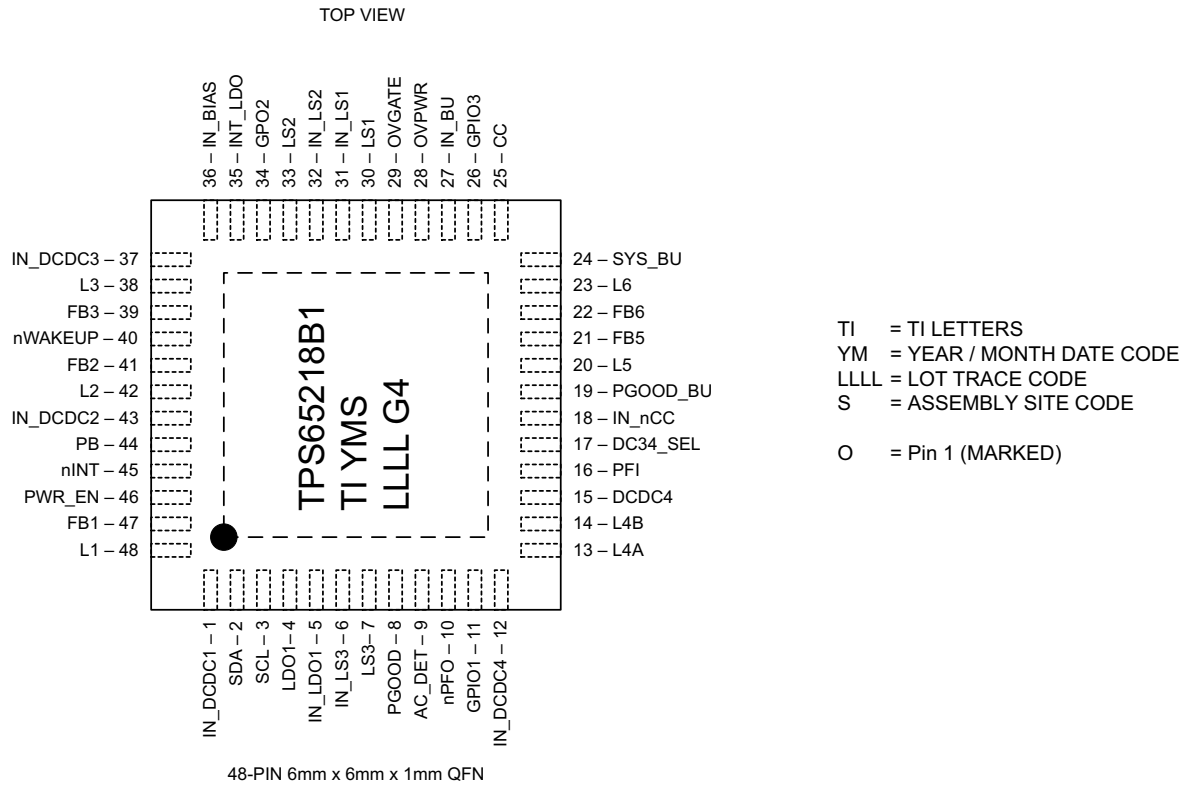 TOP VIEW
36 – IN_BIAS
35 – INT_LDO
34 – GPO2
33 – LS2
32 – IN_LS2
31 – IN_LS1
30 – LS1
29 – OVGATE
28 – OVPWR
27 – IN_BU
26 – GPIO3
25 – CC
IN_DCDC3 – 37
L3 – 38
FB3 – 39
nWAKEUP – 40
FB2 – 41
L2 – 42
IN_DCDC2 – 43
PB – 44
nINT – 45
PWR_EN – 46
FB1 – 47
L1 – 48
TPS65218B1
TI YMS
LLLL G4
24 – SYS_BU
23 – L6
22 – FB6
21 – FB5
20 – L5
19 – PGOOD_BU
18 – IN_nCC
17 – DC34_SEL
16 – PFI
15 – DCDC4
14 – L4B
13 – L4A
IN_DCDC1 – 1
SDA – 2
SCL – 3
LDO1– 4
IN_LDO1 – 5
IN_LS3 – 6
LS3– 7
PGOOD – 8
AC_DET – 9
nPFO – 10
GPIO1 – 11
IN_DCDC4 – 12
48-PIN 6mm x 6mm x 1mm QFN
TI = TI LETTERS
YM = YEAR / MONTH DATE CODE
LLLL = LOT TRACE CODE
S = ASSEMBLY SITE CODE
O = Pin 1 (MARKED)